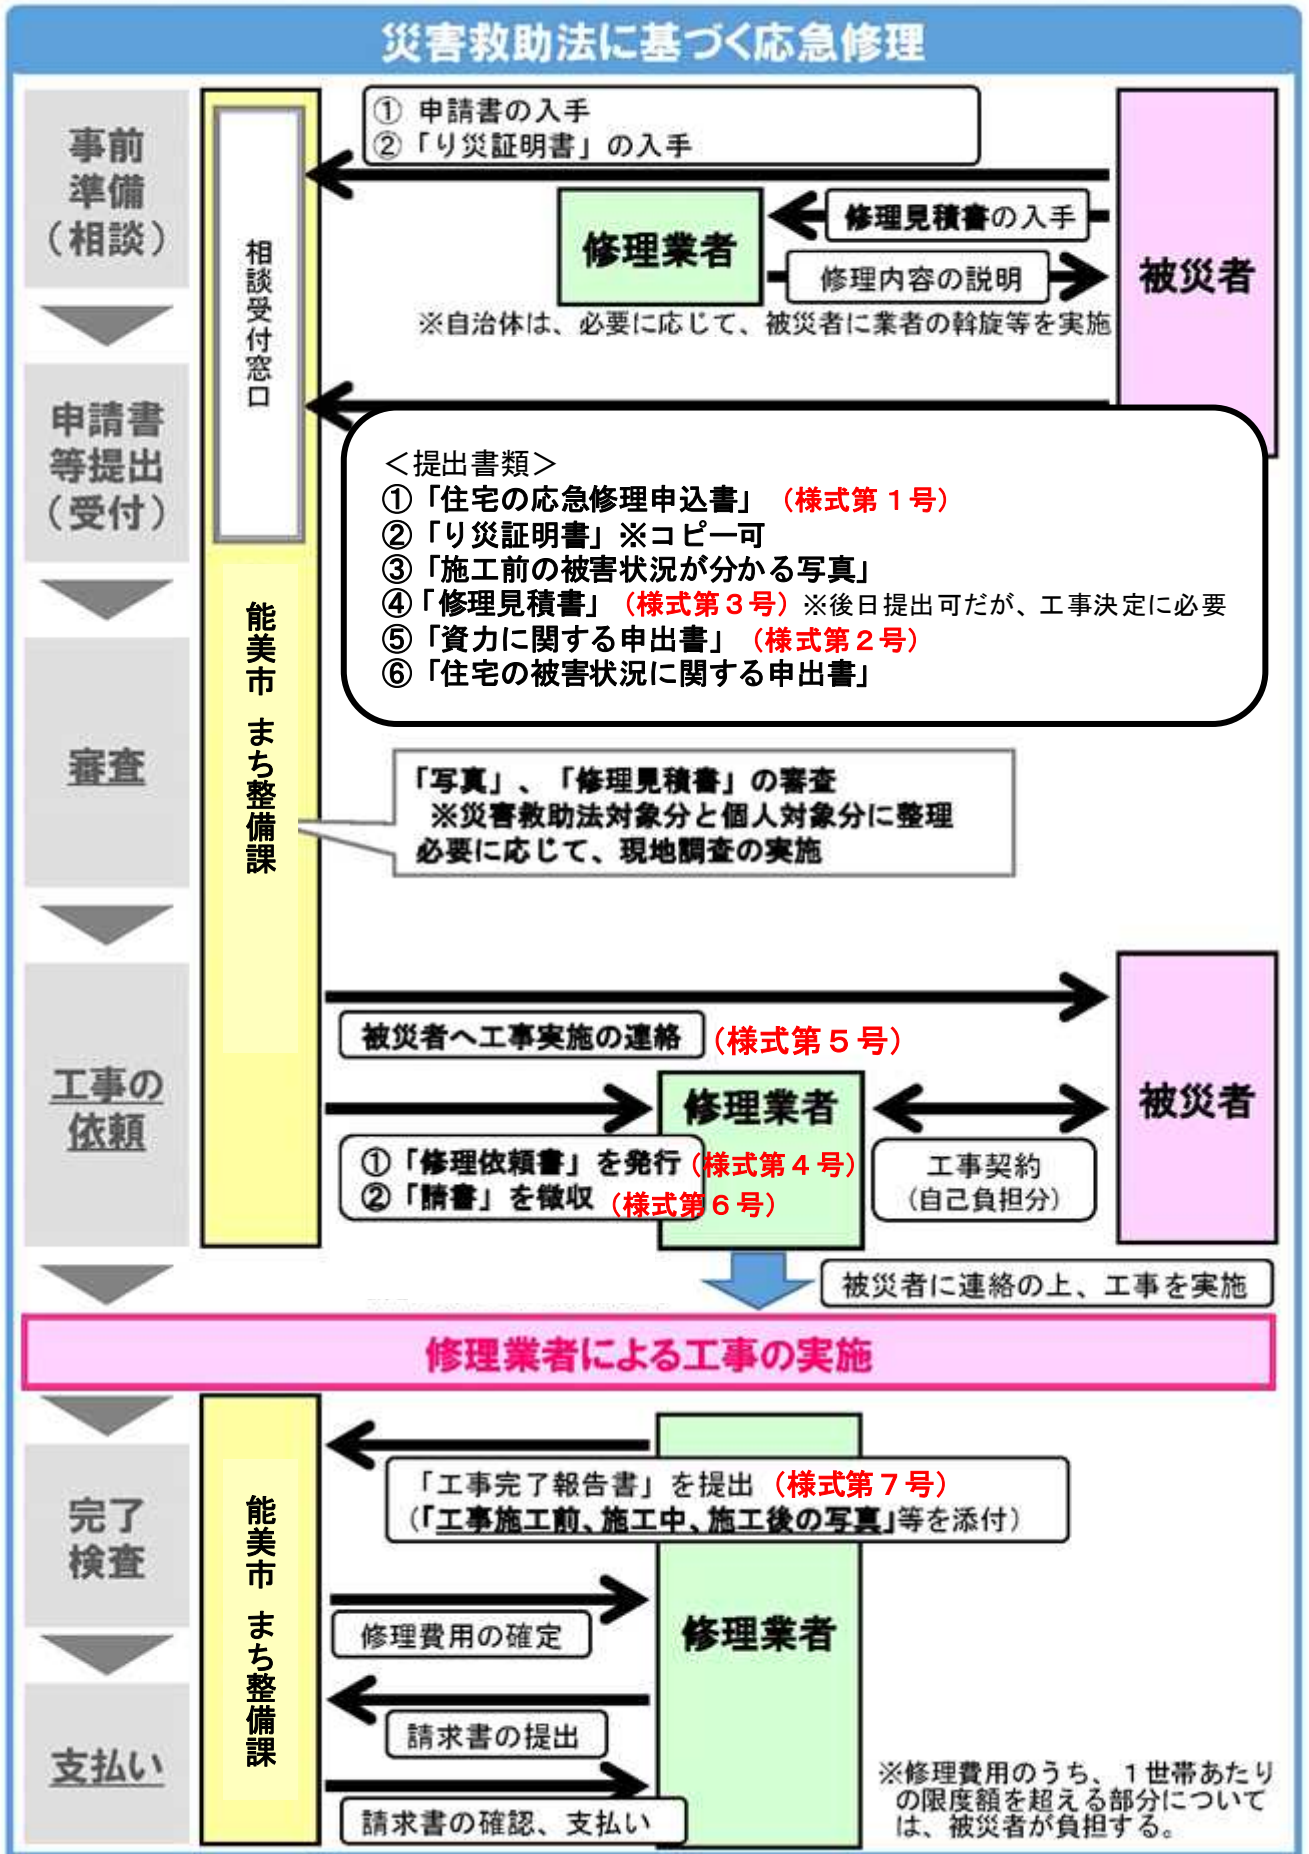 災害救助法に基づく応急修理
事前
準備
（相談）
相談受付窓口
① 申請書の入手
②「り災証明書」の入手
修理業者
修理見積書の入手
修理内容の説明
被災者
※自治体は、必要に応じて、被災者に業者の斡旋等を実施
申請書
等提出
（受付）
＜提出書類＞
①「住宅の応急修理申込書」（様式第１号）
②「り災証明書」※コピー可
③「施工前の被害状況が分かる写真」
④「修理見積書」（様式第３号）※後日提出可だが、工事決定に必要
⑤「資力に関する申出書」（様式第２号）
⑥「住宅の被害状況に関する申出書」
能美市 まち整備課
審査
「写真」、「修理見積書」の審査
※災害救助法対象分と個人対象分に整理
必要に応じて、現地調査の実施
工事の
依頼
被災者へ工事実施の連絡（様式第５号）
修理業者
被災者
①「修理依頼書」を発行（様式第４号）
②「請書」を徴収（様式第６号）
工事契約
（自己負担分）
被災者に連絡の上、工事を実施
修理業者による工事の実施
完了
検査
能美市 まち整備課
「工事完了報告書」を提出（様式第７号）
（「工事施工前、施工中、施工後の写真」等を添付）
修理費用の確定
修理業者
請求書の提出
支払い
請求書の確認、支払い
※修理費用のうち、１世帯あたり
の限度額を超える部分について
は、被災者が負担する。